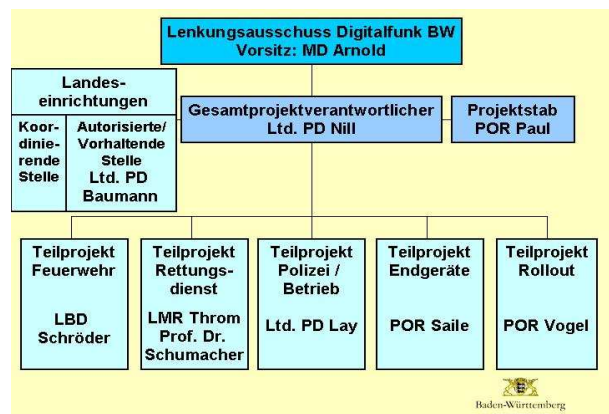 Lenkungsausschuss Digitalfunk BW
Vorsitz: MD Arnold
Landes-
einrichtungen
Koor-
dinie-
rende
Stelle
Autorisierte/
Vorhaltende
Stelle
Ltd. PD
Baumann
Gesamtprojektverantwortlicher
Ltd. PD Nill
Projektstab
POR Paul
Teilprojekt
Feuerwehr
LBD
Schröder
Teilprojekt
Rettungs-
dienst
LMR Throm
Prof. Dr.
Schumacher
Teilprojekt
Polizei /
Betrieb
Ltd. PD Lay
Teilprojekt
Endgeräte
POR Saile
Teilprojekt
Rollout
POR Vogel
Baden-Württemberg